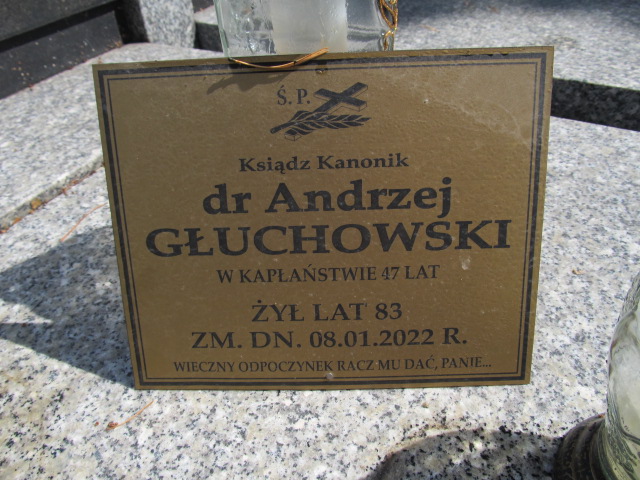 Ś. P.
Ksiądz Kanonik
dr Andrzej
GŁUCHOWSKI
W KAPŁAŃSTWIE 47 LAT
ŻYŁ LAT 83
ZM. DN. 08.01.2022 R.
WIECZNY ODPOCZYNEK RACZ MU DAĆ, PANIE...